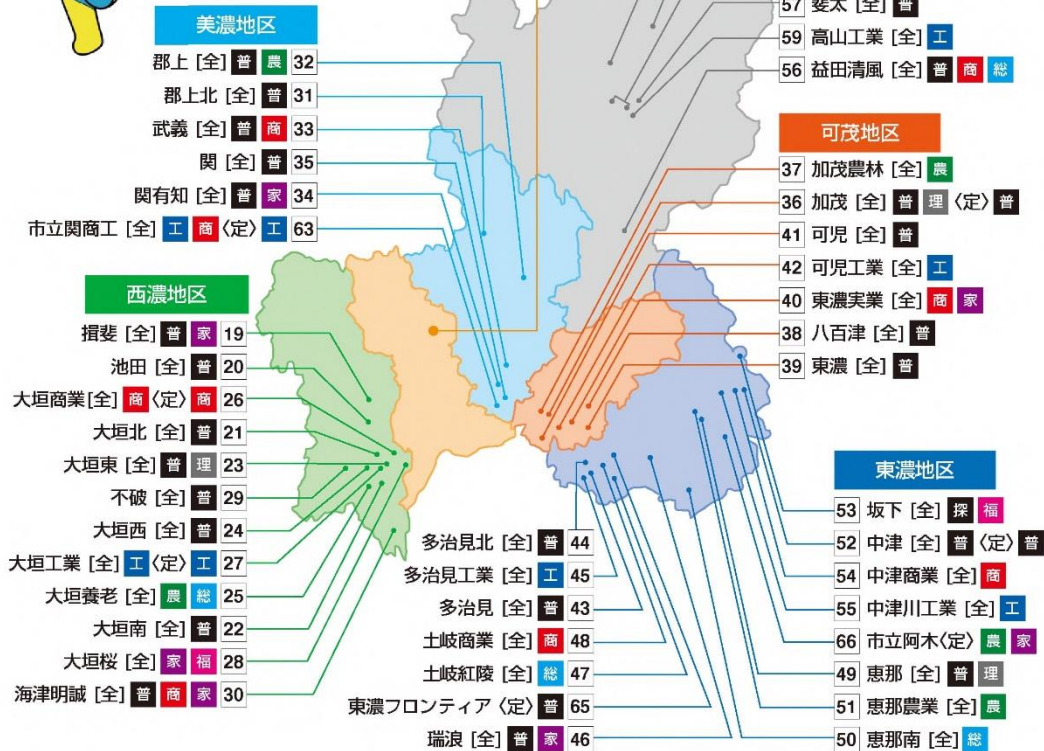 美濃地区
郡上 [全] 普 農 32
郡上北 [全] 普 31
武義 [全] 普 商 33
関 [全] 普 35
関有知 [全] 普 家 34
市立関商工 [全] 工 商 〈定〉 工 63
西濃地区
揖斐 [全] 普 家 19
池田 [全] 普 20
大垣商業 [全] 商 〈定〉 商 26
大垣北 [全] 普 21
大垣東 [全] 普 理 23
不破 [全] 普 29
大垣西 [全] 普 24
大垣工業 [全] 工 〈定〉 工 27
大垣養老 [全] 農 総 25
大垣南 [全] 普 22
大垣桜 [全] 家 福 28
海津明誠 [全] 普 商 家 30
57 斐太 [全] 普
59 高山工業 [全] 工
56 益田清風 [全] 普 商 総
可茂地区
37 加茂農林 [全] 農
36 加茂 [全] 普 理 〈定〉 普
41 可児 [全] 普
42 可児工業 [全] 工
40 東濃実業 [全] 商 家
38 八百津 [全] 普
39 東濃 [全] 普
多治見北 [全] 普 44
多治見工業 [全] 工 45
多治見 [全] 普 43
土岐商業 [全] 商 48
土岐紅陵 [全] 総 47
東濃フロンティア 〈定〉 普 65
瑞浪 [全] 普 家 46
東濃地区
53 坂下 [全] 探 福
52 中津 [全] 普 〈定〉 普
54 中津商業 [全] 商
55 中津川工業 [全] 工
66 市立阿木 〈定〉 農 家
49 恵那 [全] 普 理
51 恵那農業 [全] 農
50 恵那南 [全] 総